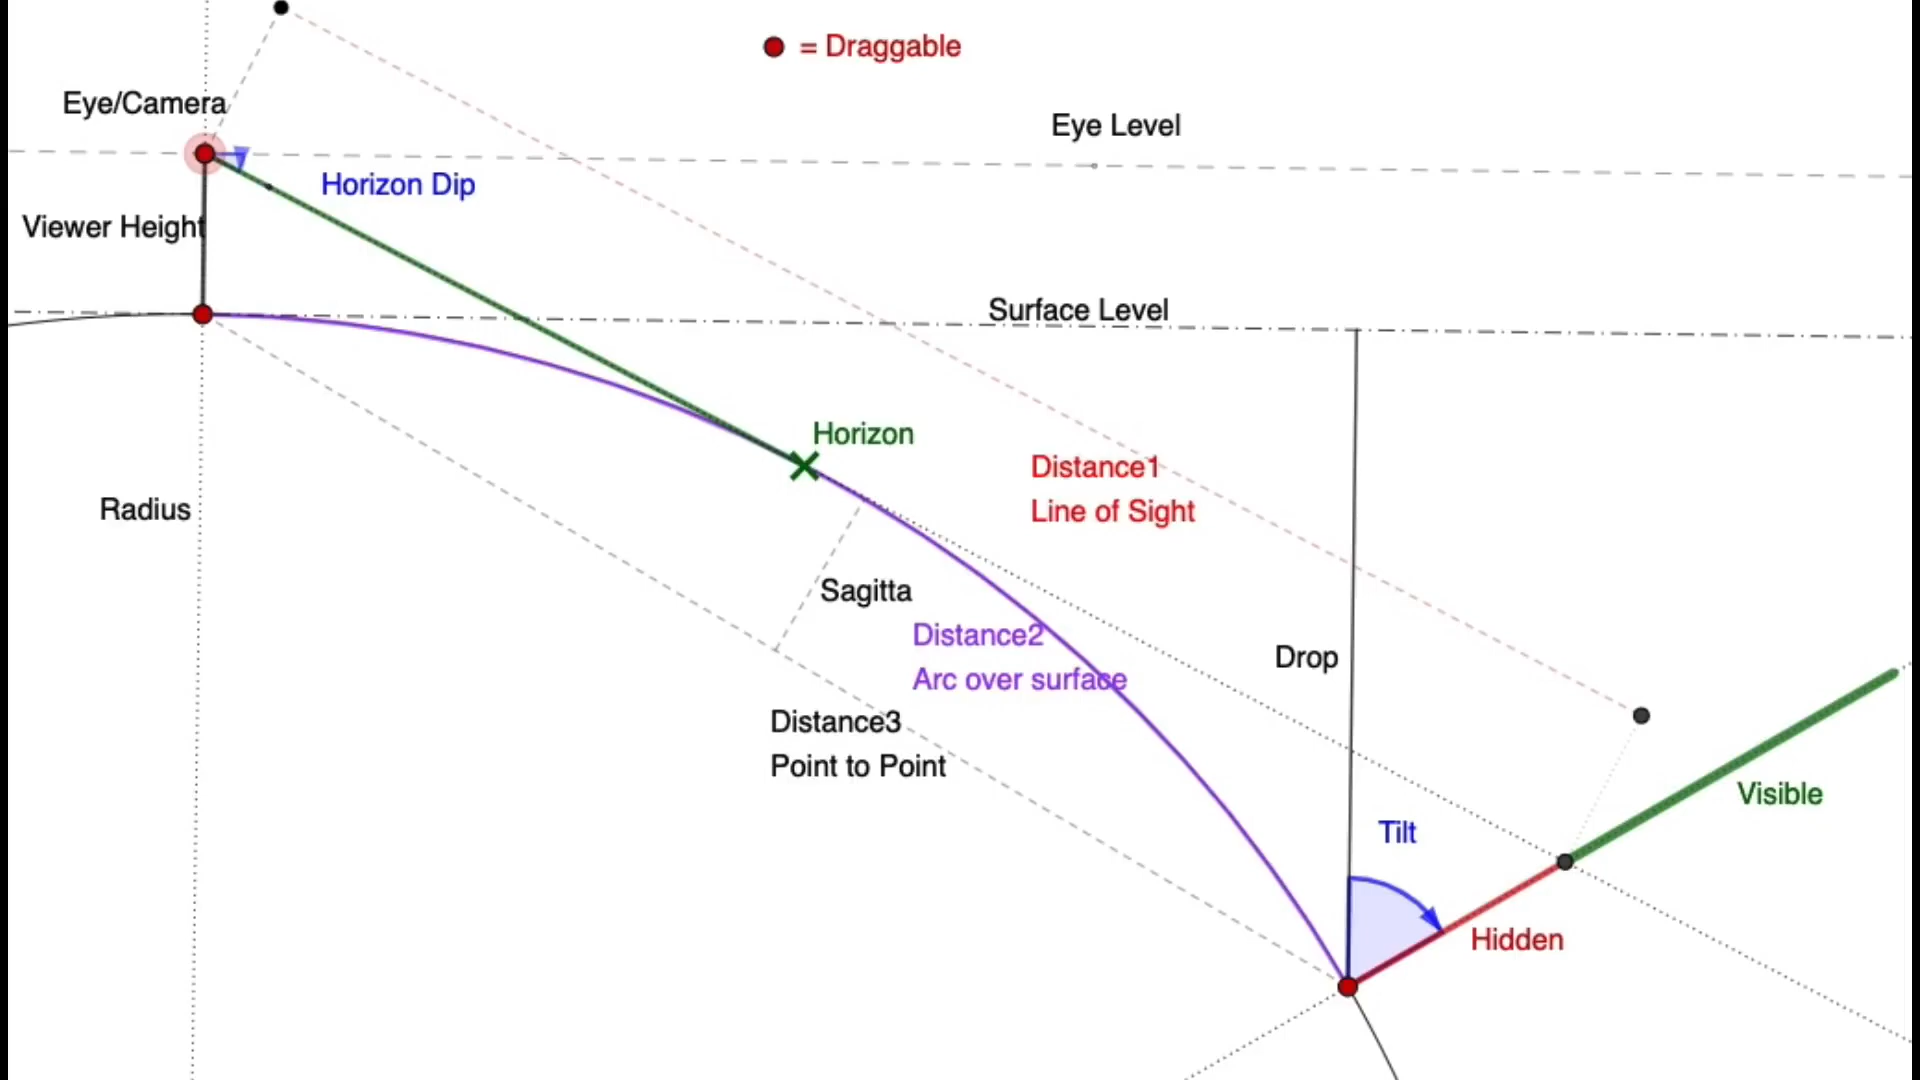 = Draggable
Eye/Camera
Eye Level
Horizon Dip
Viewer Height
Surface Level
Horizon
Distance1
Line of Sight
Radius
Sagitta
Distance2
Arc over surface
Drop
Distance3
Point to Point
Visible
Tilt
Hidden